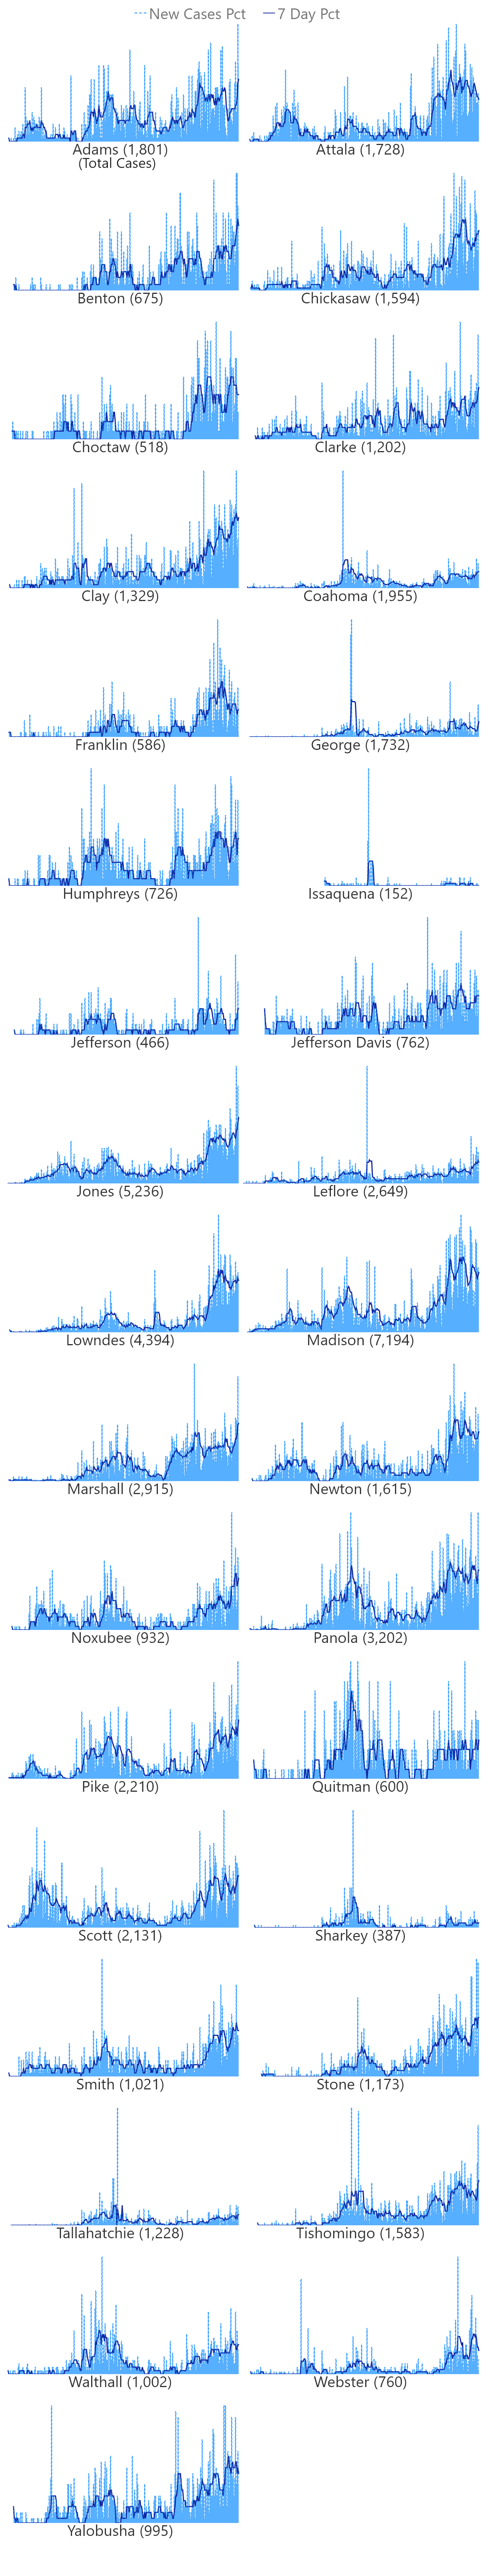 New Cases Pct 7 Day Pct
Adams (1,801) Attala (1,728)
(Total Cases)
Benton (675) Chickasaw (1,594)
Choctaw (518) Clarke (1,202)
Clay (1,329) Coahoma (1,955)
Franklin (586) George (1,732)
Humphreys (726) Issaquena (152)
Jefferson (466) Jefferson Davis (762)
Jones (5,236) Leflore (2,649)
Lowndes (4,394) Madison (7,194)
Marshall (2,915) Newton (1,615)
Noxubee (932) Panola (3,202)
Pike (2,210) Quitman (600)
Scott (2,131) Sharkey (387)
Smith (1,021) Stone (1,173)
Tallahatchie (1,228) Tishomingo (1,583)
Walthall (1,002) Webster (760)
Yalobusha (995)